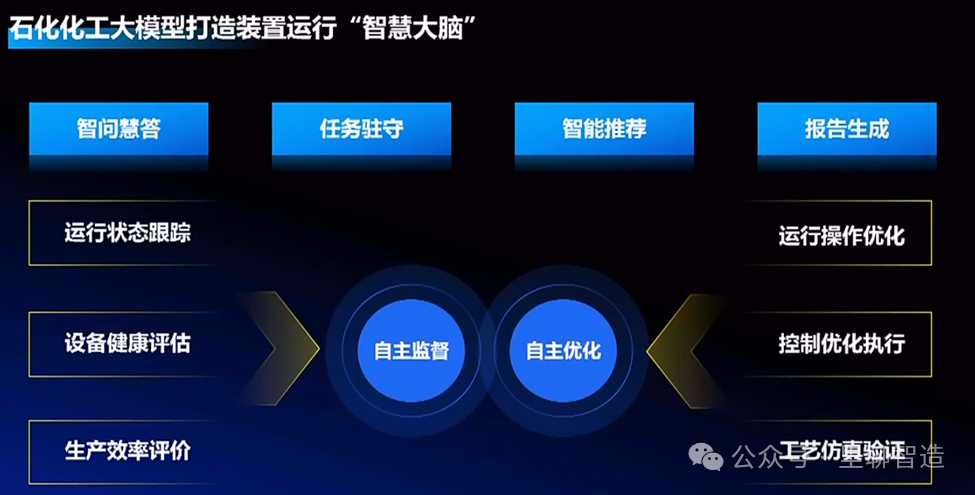 石化化工大模型打造装置运行“智慧大脑”
智问慧答
任务驻守
智能推荐
报告生成
运行状态跟踪
设备健康评估
生产效率评价
自主监督
自主优化
运行操作优化
控制优化执行
工艺仿真验证
公众号 聊智造